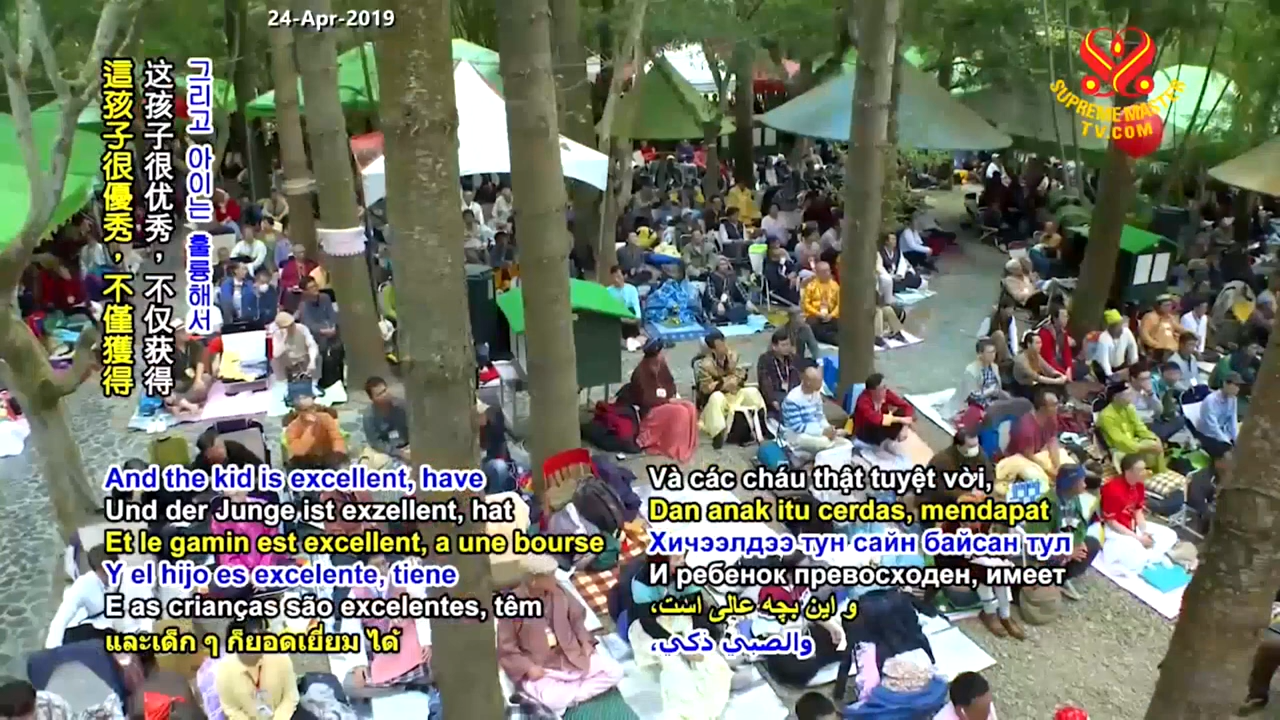 24-Apr-2019
SUPREME MASTER
TV.COM
그리고 아이는 훌륭해서
这孩子很优秀，不仅获得
這孩子很優秀，不僅獲得
And the kid is excellent, have
Und der Junge ist exzellent, hat
Et le gamin est excellent, a une bourse
Y el hijo es excelente, tiene
E as crianças são excelentes, têm
และเด็ก ๆ ก็ยอดเยี่ยม ได้
Và các cháu thật tuyệt vời,
Dan anak itu cerdas, mendapat
Хичээлдээ тун сайн байсан тул
И ребенок превосходен, имеет
و این بچه عالی است،
والصبي ذكي،